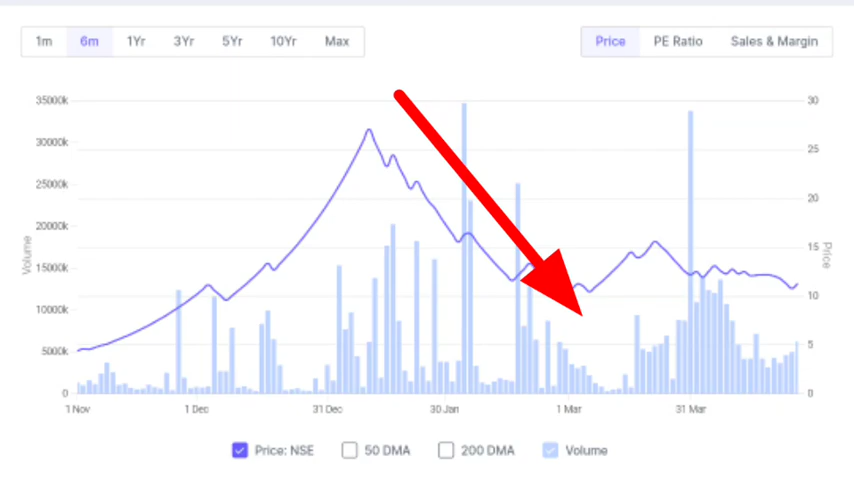 1m 6m 1Yr 3Yr 5Yr 10Yr Max Price PE Ratio Sales & Margin
35000k 30
30000k 25
25000k 20
20000k 15
15000k 10
10000k 5
5000k 0
0
Volume
Price
1 Nov 1 Dec 31 Dec 30 Jan 1 Mar 31 Mar
Price: NSE 50 DMA 200 DMA Volume